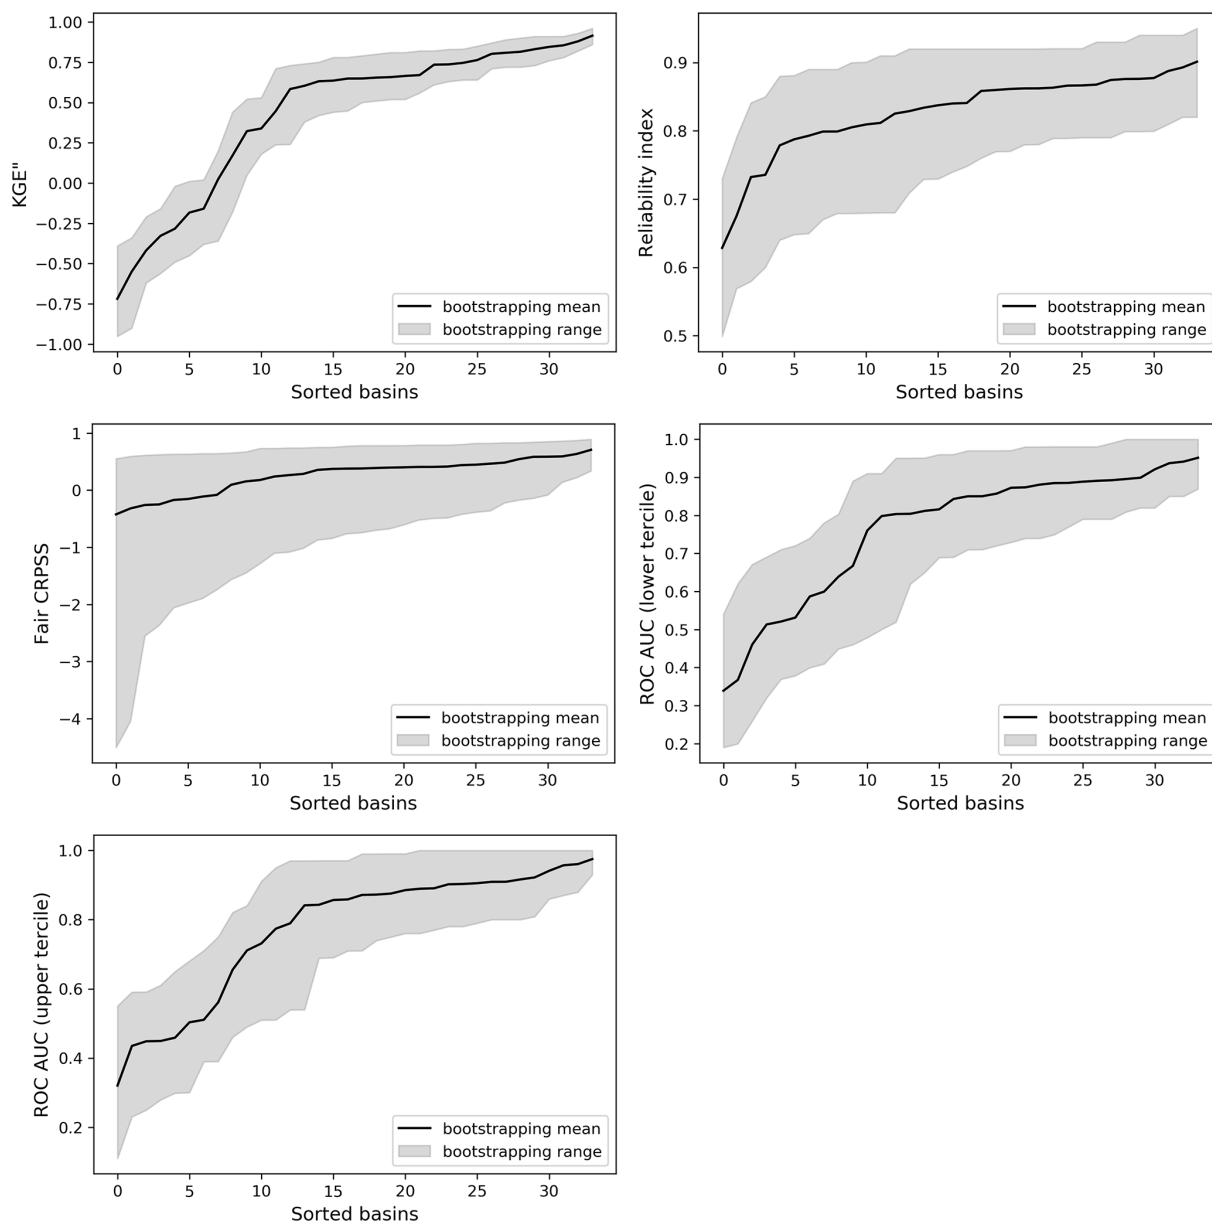 1.00
0.75
0.50
0.25
0.00
−0.25
−0.50
−0.75
−1.00
KGE"
bootstrapping mean
bootstrapping range
0 5 10 15 20 25 30
Sorted basins
0.9
0.8
0.7
0.6
0.5
Reliability index
bootstrapping mean
bootstrapping range
0 5 10 15 20 25 30
Sorted basins
1
0
−1
−2
−3
−4
Fair CRPSS
bootstrapping mean
bootstrapping range
0 5 10 15 20 25 30
Sorted basins
1.0
0.9
0.8
0.7
0.6
0.5
0.4
0.3
0.2
ROC AUC (lower tercile)
bootstrapping mean
bootstrapping range
0 5 10 15 20 25 30
Sorted basins
1.0
0.8
0.6
0.4
0.2
ROC AUC (upper tercile)
bootstrapping mean
bootstrapping range
0 5 10 15 20 25 30
Sorted basins